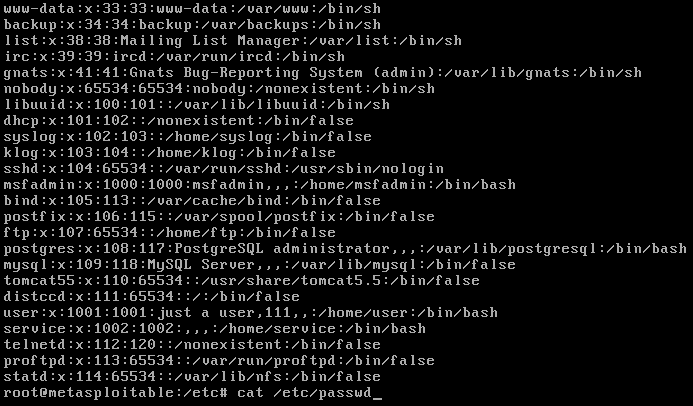 www-data:x:33:33:www-data:/var/www:/bin/sh
backup:x:34:34:backup:/var/backups:/bin/sh
list:x:38:38:Mailing List Manager:/var/list:/bin/sh
irc:x:39:39:ircd:/var/run/ircd:/bin/sh
gnats:x:41:41:Gnats Bug-Reporting System (admin):/var/lib/gnats:/bin/sh
nobody:x:65534:65534:nobody:/nonexistent:/bin/sh
libuuid:x:100:101::/var/lib/libuuid:/bin/sh
dhcp:x:101:102::/nonexistent:/bin/false
syslog:x:102:103::/home/syslog:/bin/false
klog:x:103:104::/home/klog:/bin/false
sshd:x:104:65534::/var/run/sshd:/usr/sbin/nologin
msfadmin:x:1000:1000:msfadmin,,,:/home/msfadmin:/bin/bash
bind:x:105:113::/var/cache/bind:/bin/false
postfix:x:106:115::/var/spool/postfix:/bin/false
ftp:x:107:65534::/home/ftp:/bin/false
postgres:x:108:117:PostgreSQL administrator,,,:/var/lib/postgresql:/bin/bash
mysql:x:109:118:MySQL Server,,,:/var/lib/mysql:/bin/false
tomcat55:x:110:65534::/usr/share/tomcat5.5:/bin/false
distccd:x:111:65534::/:/bin/false
user:x:1001:1001:just a user,111,,:/home/user:/bin/bash
service:x:1002:1002:,,,:/home/service:/bin/bash
telnetd:x:112:120::/nonexistent:/bin/false
proftpd:x:113:65534::/var/run/proftpd:/bin/false
statd:x:114:65534::/var/lib/nfs:/bin/false
root@metasploitable:/etc# cat /etc/passwd_